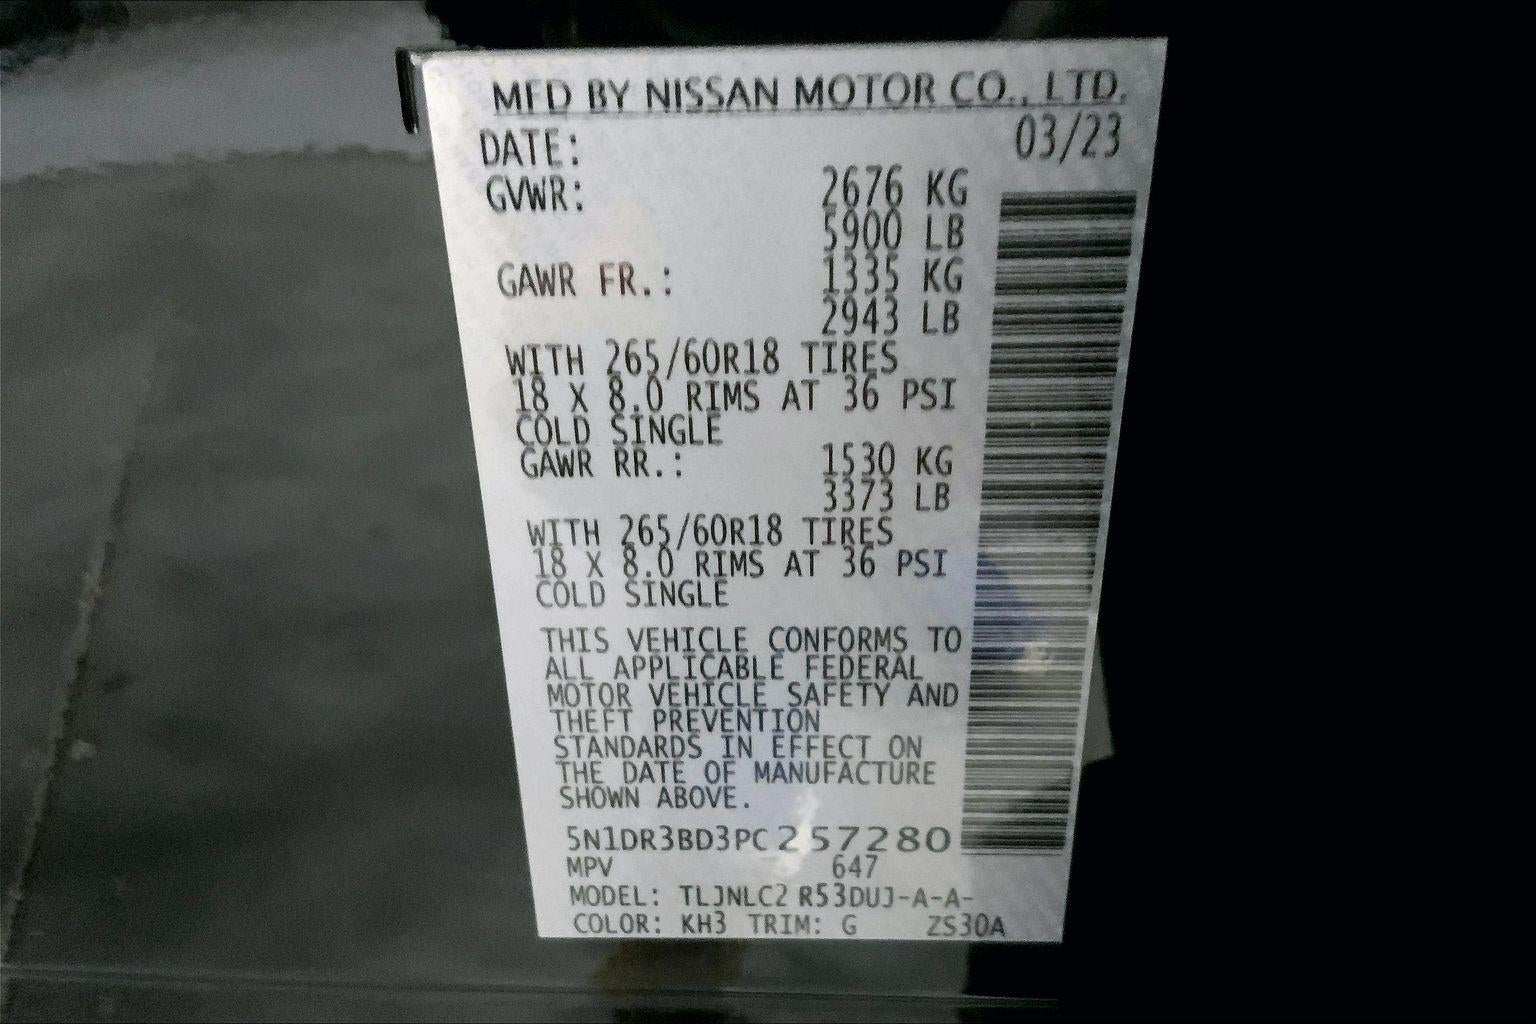 MFD BY NISSAN MOTOR CO., LTD.
DATE: 03/23
GVWR: 2676 KG
5900 LB
GAWR FR.: 1335 KG
2943 LB
WITH 265/60R18 TIRES
18 X 8.0 RIMS AT 36 PSI
COLD SINGLE
GAWR RR.: 1530 KG
3373 LB
WITH 265/60R18 TIRES
18 X 8.0 RIMS AT 36 PSI
COLD SINGLE
THIS VEHICLE CONFORMS TO
ALL APPLICABLE FEDERAL
MOTOR VEHICLE SAFETY AND
THEFT PREVENTION
STANDARDS IN EFFECT ON
THE DATE OF MANUFACTURE
SHOWN ABOVE.
5N1DR3BD3PC257280
MPV 647
MODEL: TLJNLC2 R53DUJ-A-A-
COLOR: KH3 TRIM: G ZS30A